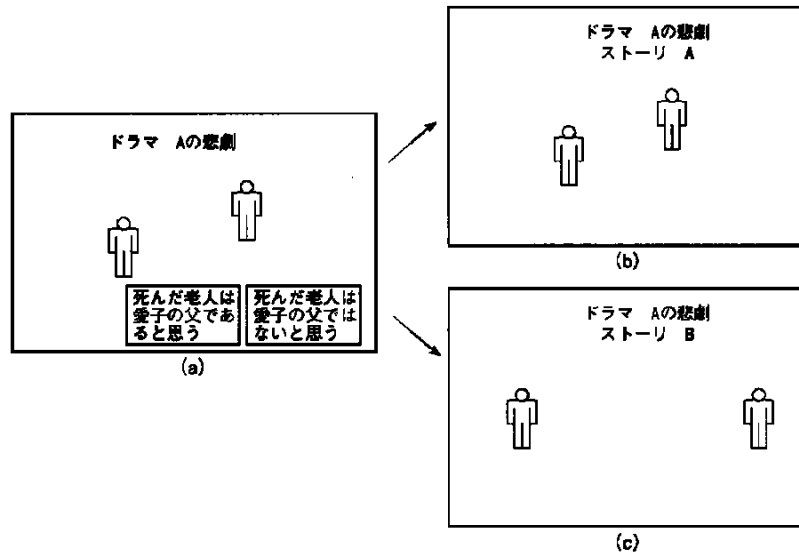 ドラマ Aの悲劇
死んだ老人は
愛子の父であ
ると思う
死んだ老人は
愛子の父では
ないと思う
(a)
ドラマ Aの悲劇
ストーリ A
(b)
ドラマ Aの悲劇
ストーリ B
(c)